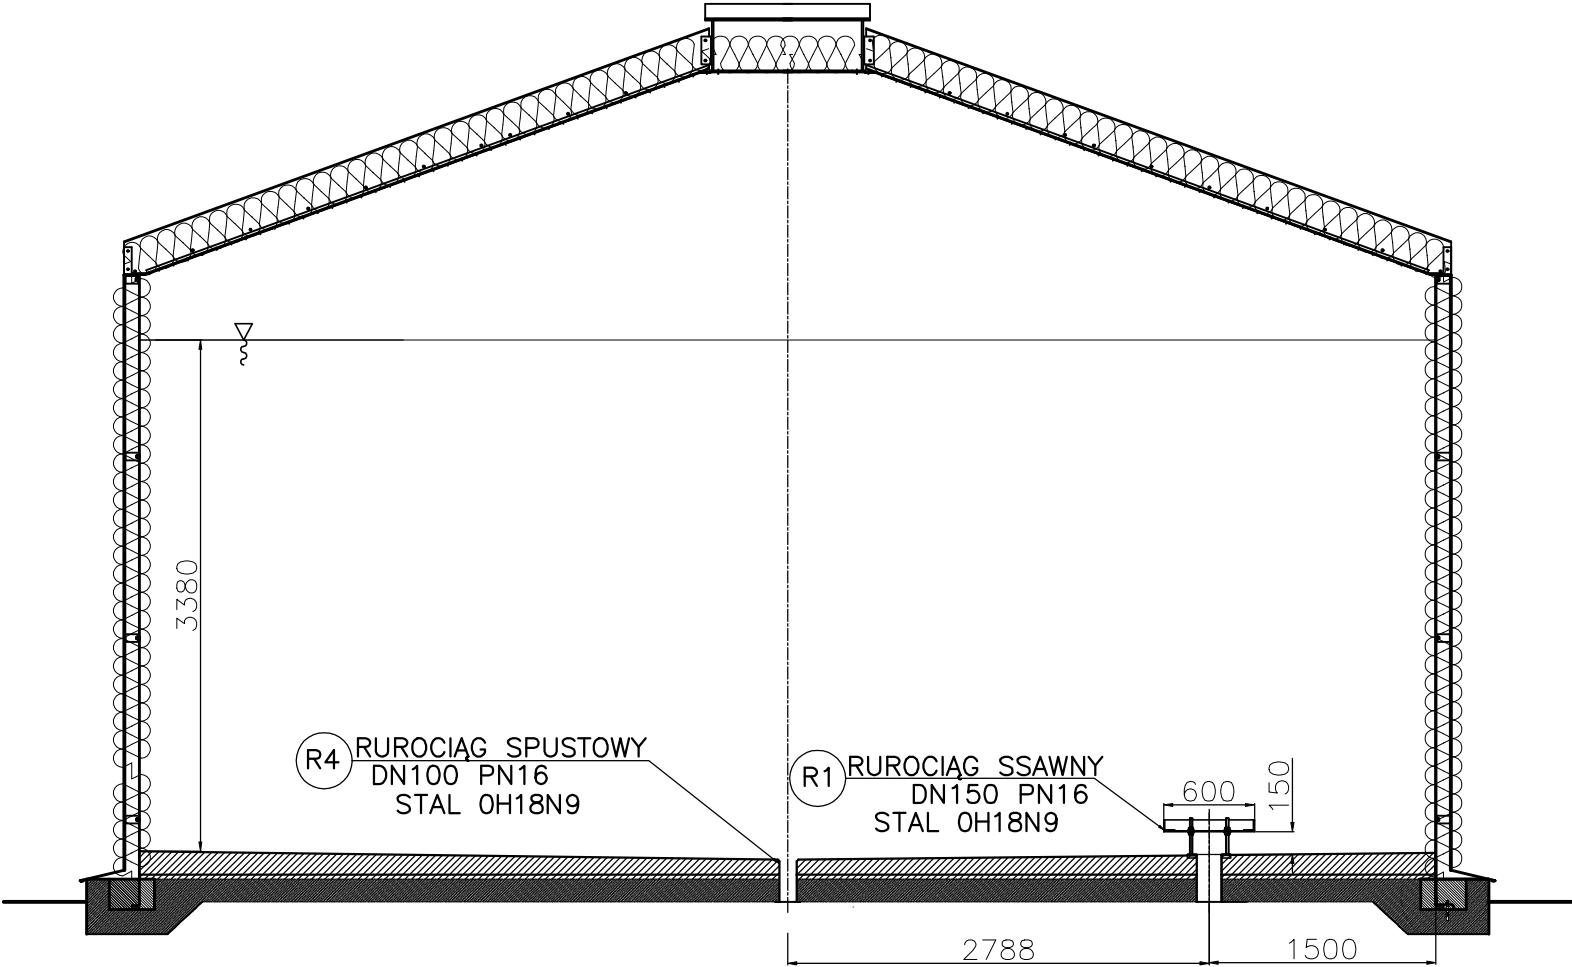 3380
R4
RUROCIĄG SPUSTOWY
DN100 PN16
STAL 0H18N9
R1
RUROCIĄG SSAWNY
DN150 PN16
STAL 0H18N9
600
150
2788
1500